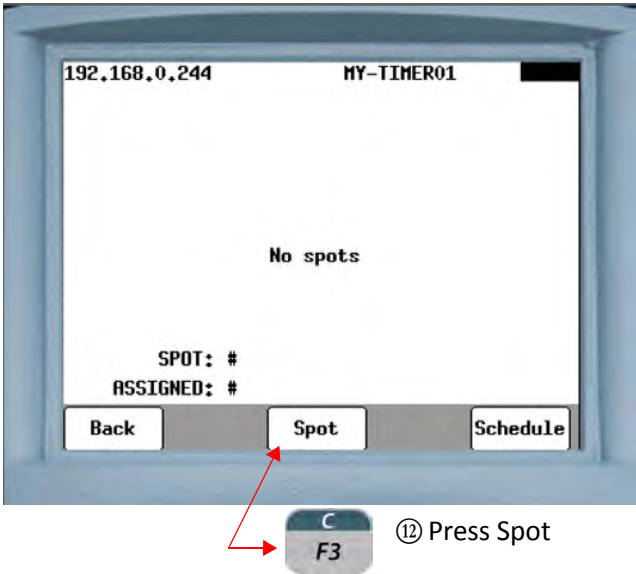 192.168.0.244 MY-TIMER01
No spots
SPOT: #
ASSIGNED: #
Back Spot Schedule
C
F3
⑫ Press Spot